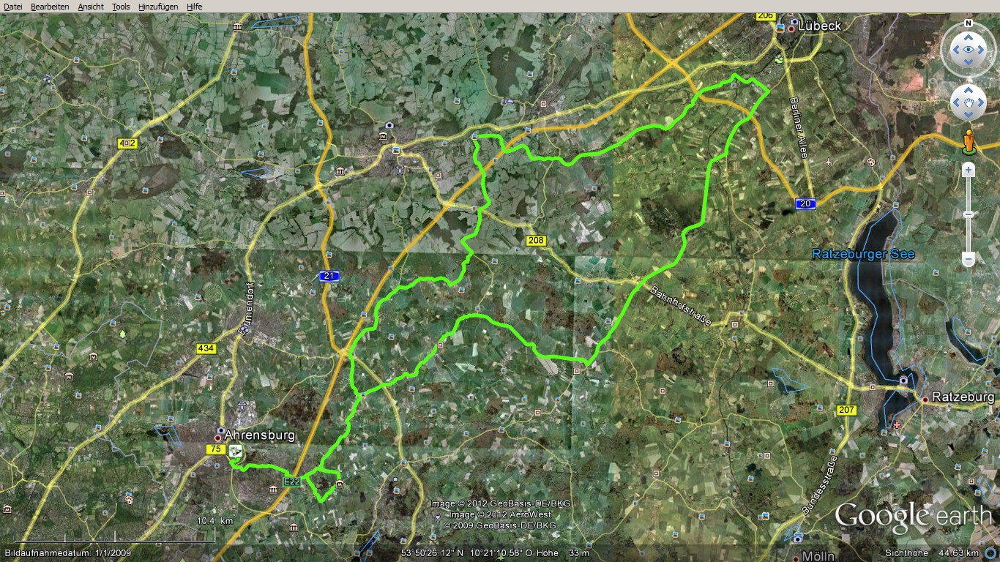 Datei Bearbeiten Ansicht Tools Hinzufügen Hilfe
206
Lübeck
N
Berliner Allee
20
208
Ratzeburger See
21
Bahnhofstraße
434
207
Ratzeburg
Ahrensburg
75
E22
Bundesstraße
Image © 2012 GeoBasis-DE/BKG
Image © 2012 AeroWest
© 2009 GeoBasis-DE/BKG
Google earth
10.4 km
Bildaufnahmedatum: 1/1/2009
53°50'26.12" N 10°21'10.58" O Höhe 33 m
Sichthöhe 44.63 km
Mölln